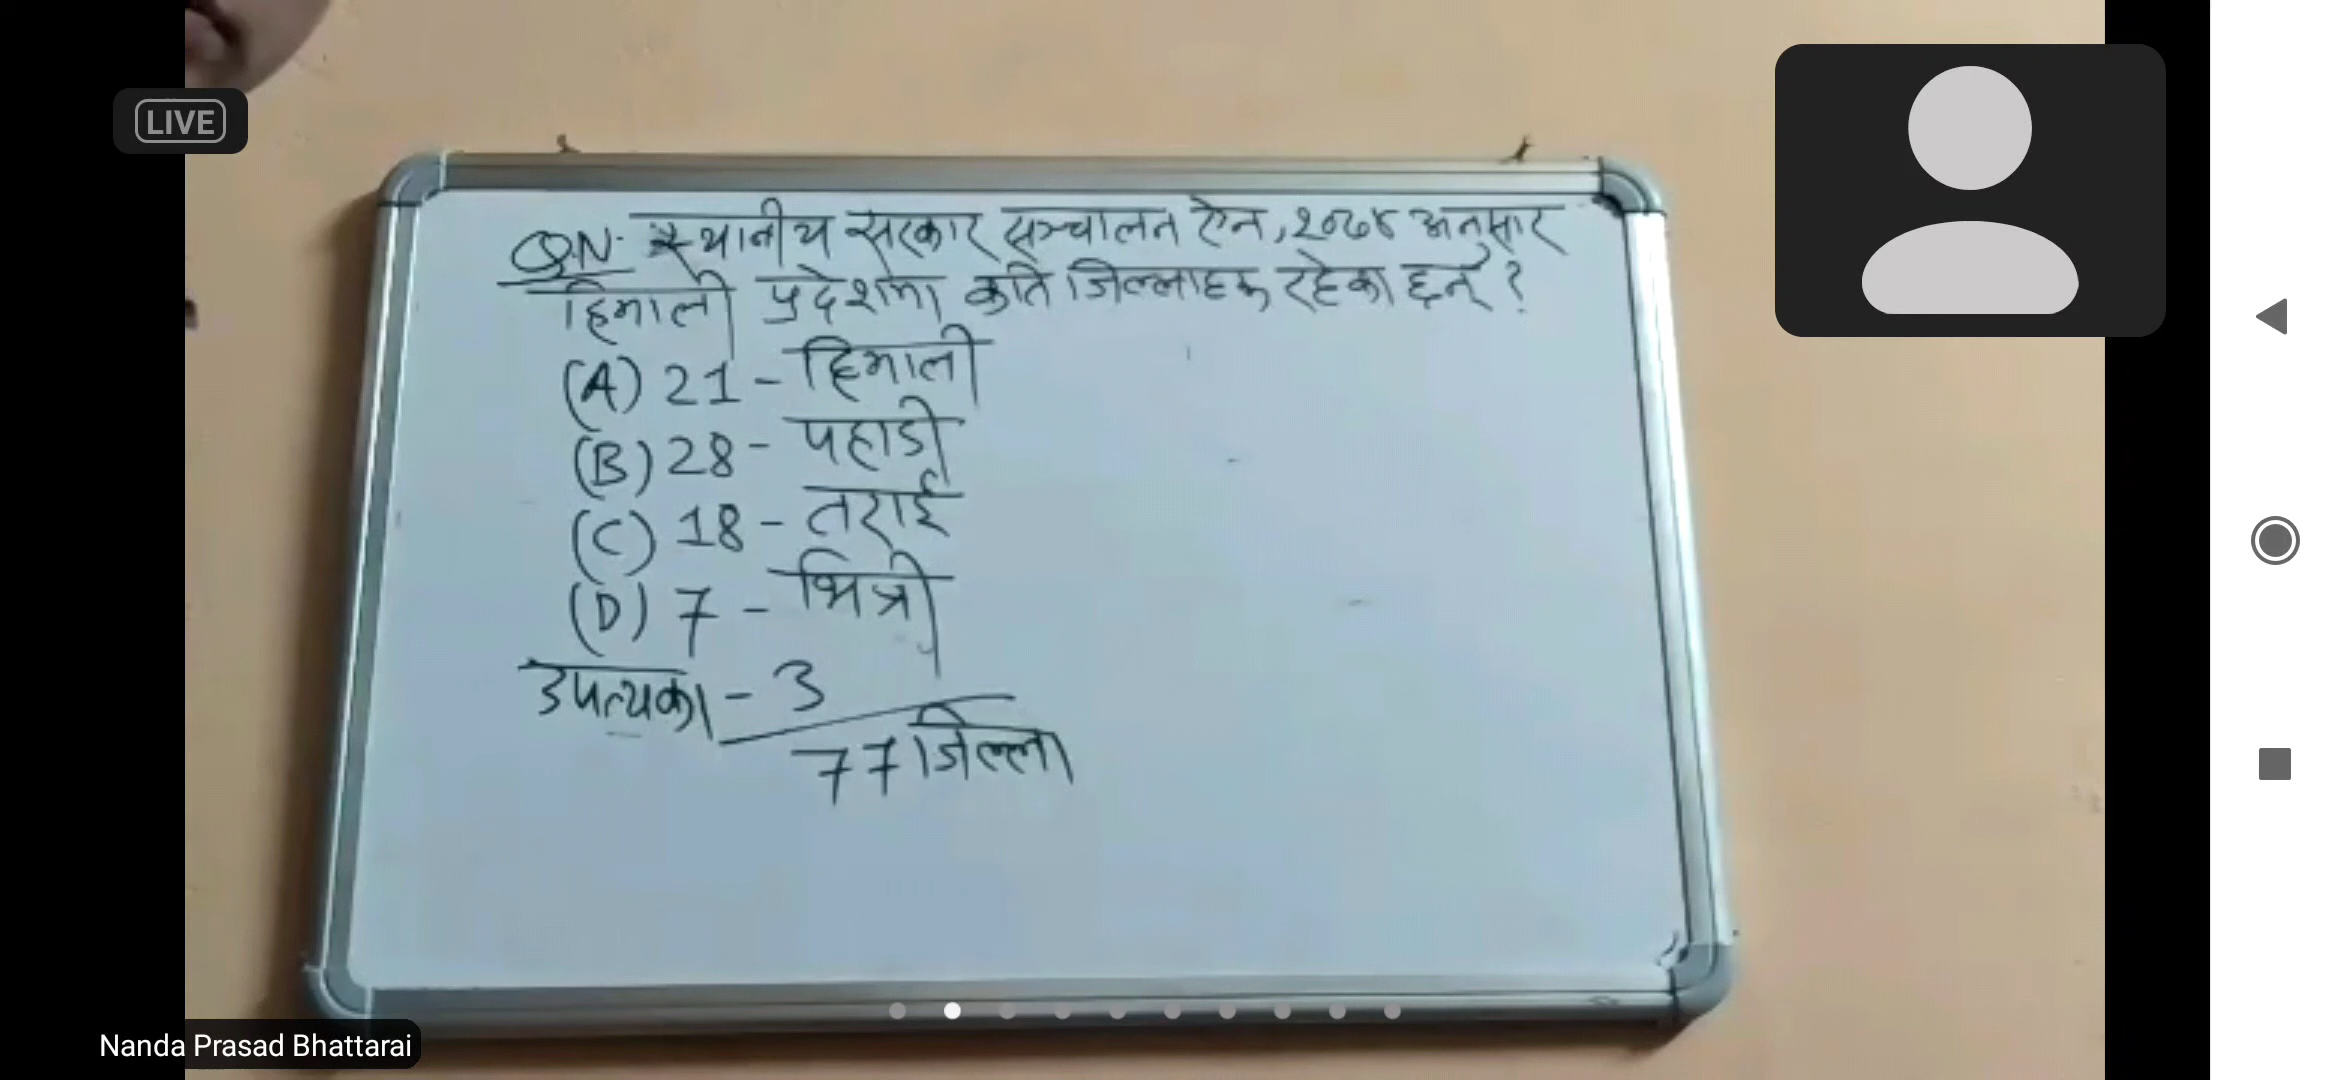 LIVE
Q.N. स्थानीय सरकार सञ्चालन ऐन, २०७४ अनुसार
हिमाली प्रदेशमा कति जिल्लाहरू रहेका छन् ?
(A) 21 - हिमाली
(B) 28 - पहाडी
(C) 18 - तराई
(D) 7 - भित्री
उपत्यका - 3
77 जिल्ला
Nanda Prasad Bhattarai